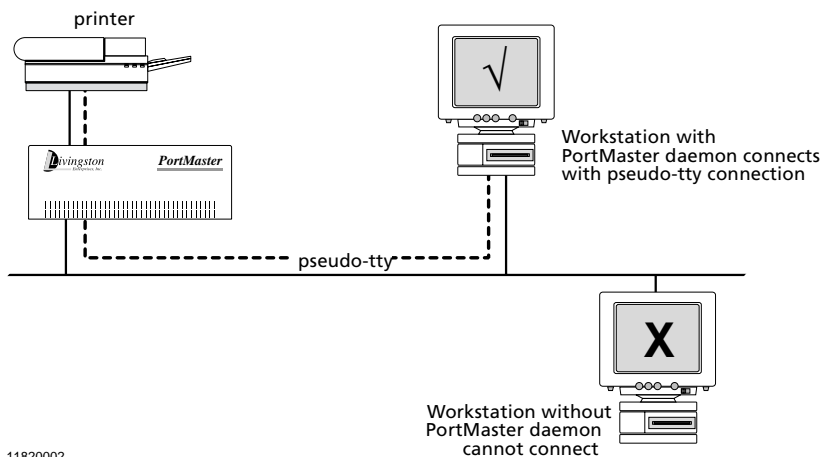 printer
√
Workstation with
PortMaster daemon connects
with pseudo-tty connection
Livingston
Enterprises, Inc.
PortMaster
pseudo-tty
X
Workstation without
PortMaster daemon
cannot connect
11820002